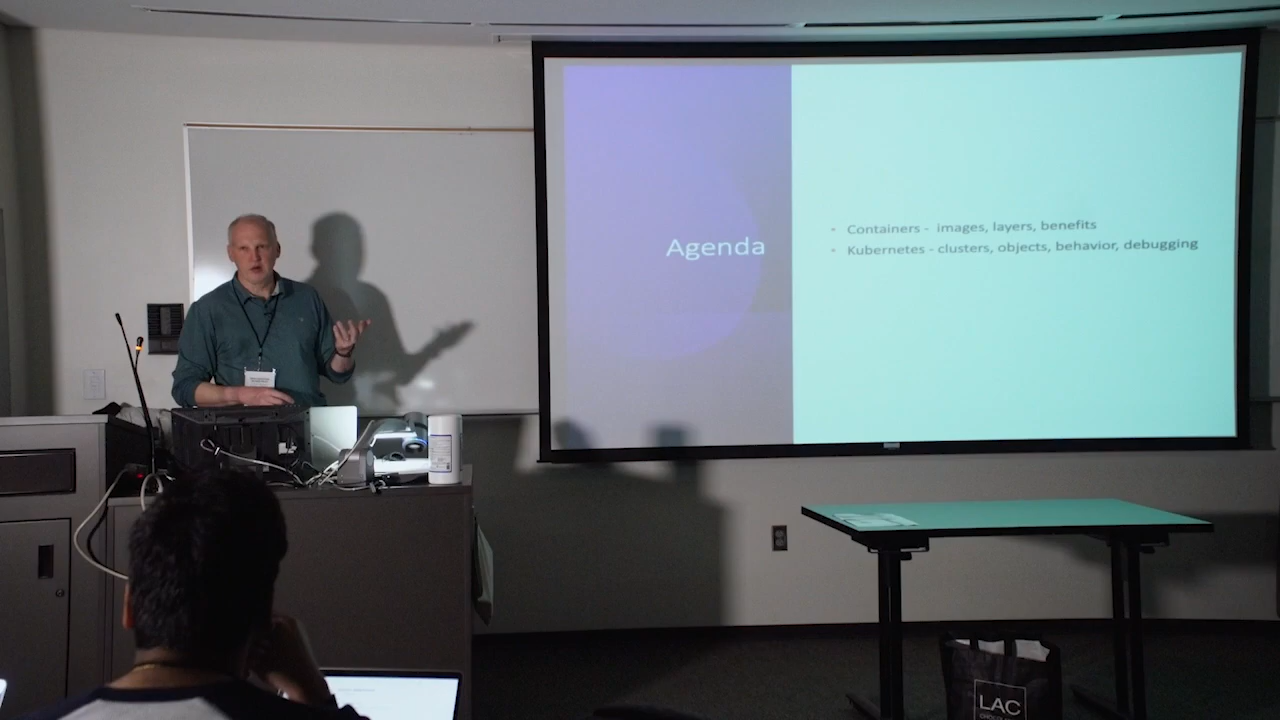 Agenda
• Containers - images, layers, benefits
• Kubernetes - clusters, objects, behavior, debugging
LAC